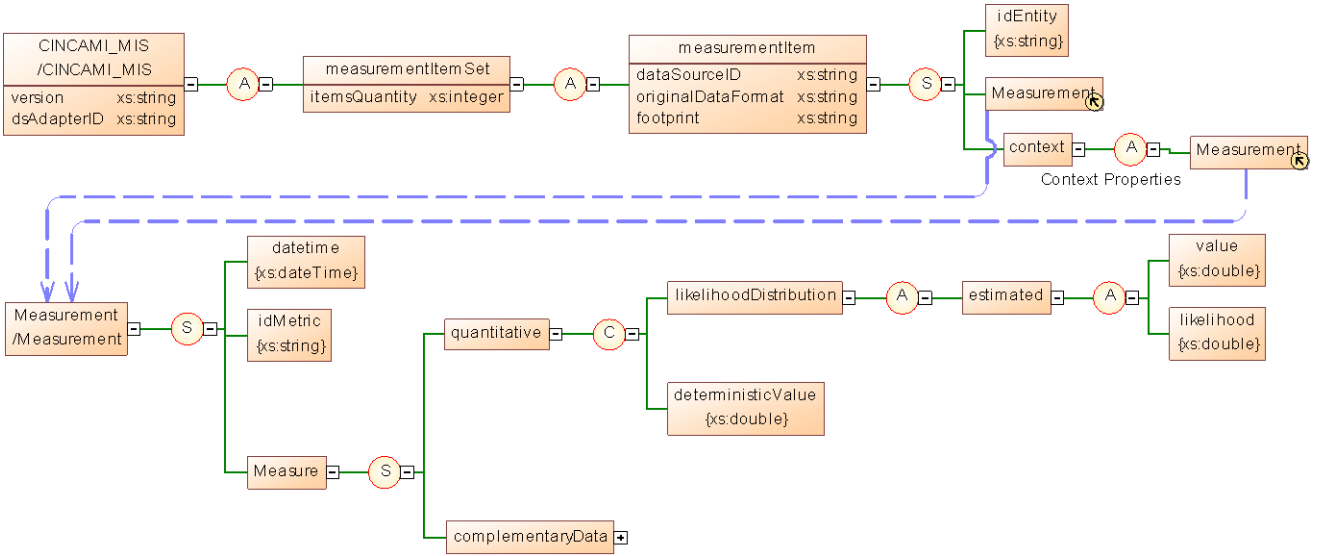 CINCAMI_MIS
/CINCAMI_MIS
version xs:string
dsAdapterID xs:string
A
measurementItemSet
itemsQuantity xs:integer
A
measurementItem
dataSourceID xs:string
originalDataFormat xs:string
footprint xs:string
S
idEntity
{xs:string}
Measurement
context
A
Context Properties
Measurement
Measurement
/Measurement
S
datetime
{xs:dateTime}
idMetric
{xs:string}
Measure
S
quantitative
C
likelihoodDistribution
A
estimated
A
value
{xs:double}
likelihood
{xs:double}
deterministicValue
{xs:double}
complementaryData